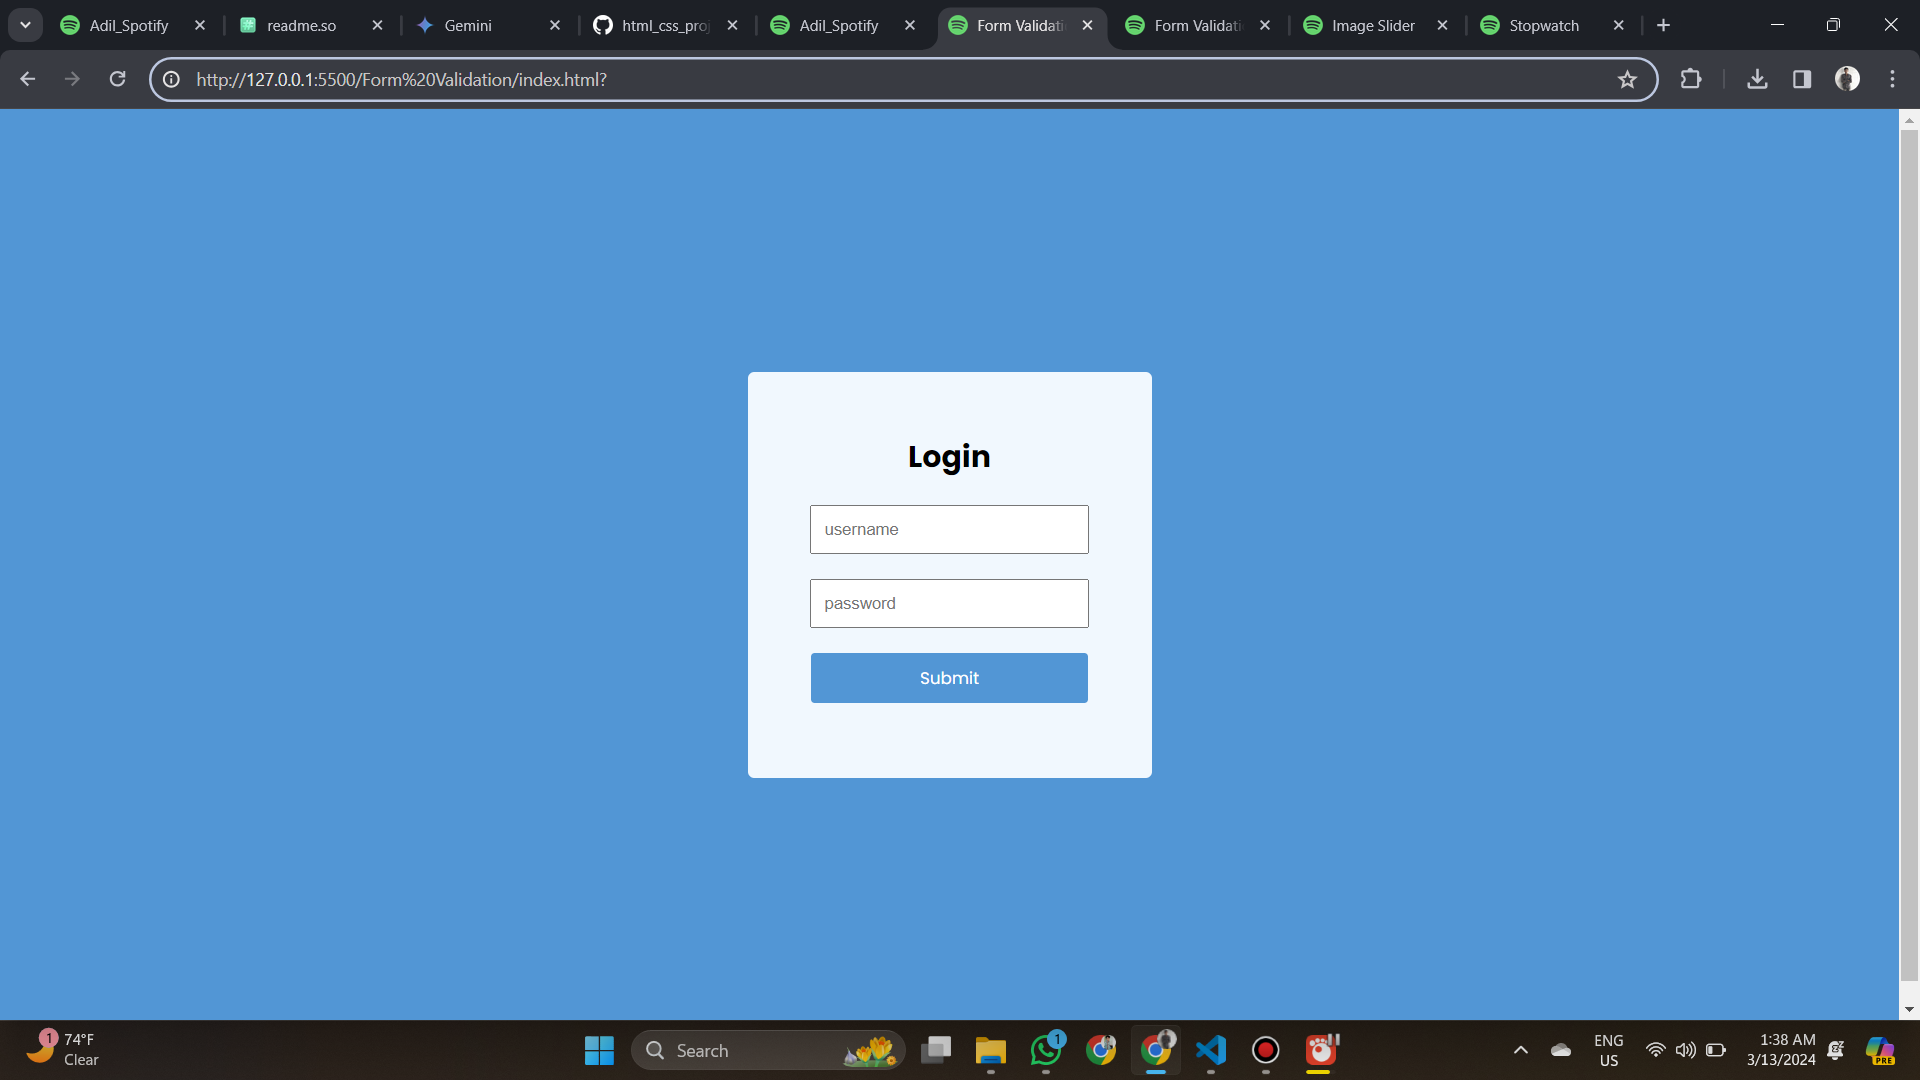 Adil_Spotify
readme.so
Gemini
html_css_proj
Adil_Spotify
Form Validati
Form Validati
Image Slider
Stopwatch
http://127.0.0.1:5500/Form%20Validation/index.html?
Login
username
password
Submit
1
74°F
Clear
Search
1
ENG
US
1:38 AM
3/13/2024
PRE